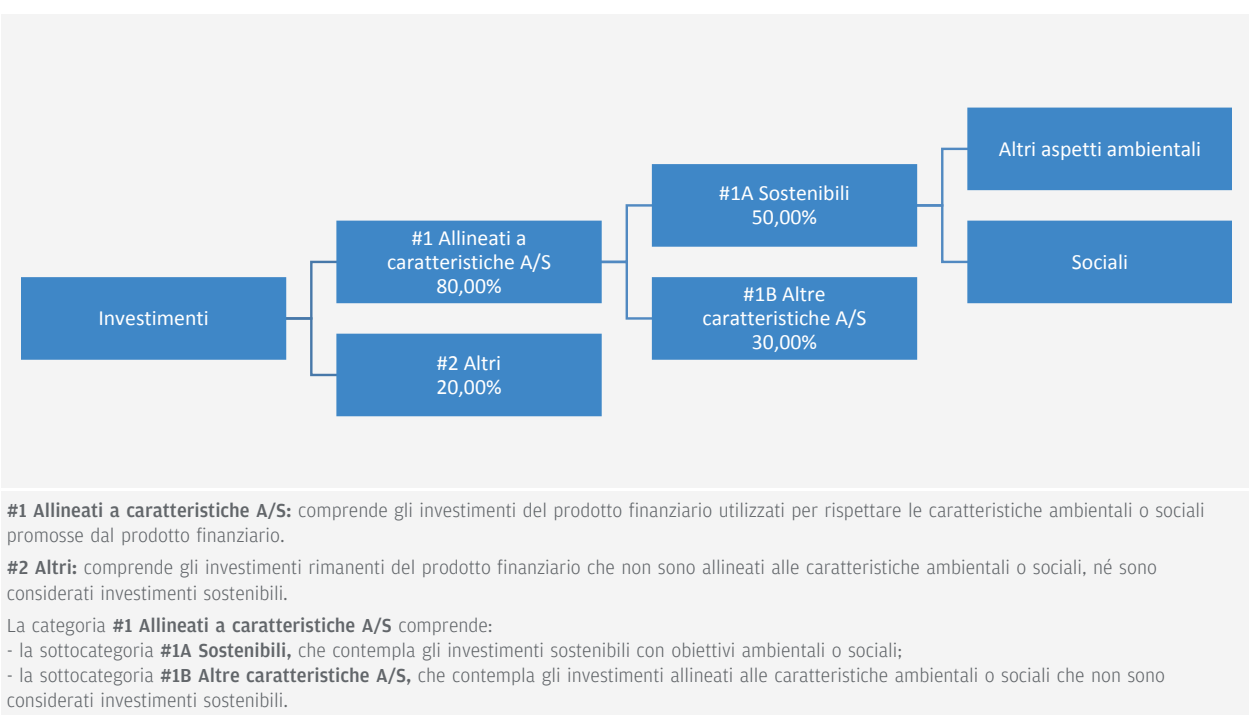 Investimenti
#1 Allineati a
caratteristiche A/S
80,00%
#2 Altri
20,00%
#1A Sostenibili
50,00%
#1B Altre
caratteristiche A/S
30,00%
Altri aspetti ambientali
Sociali
#1 Allineati a caratteristiche A/S: comprende gli investimenti del prodotto finanziario utilizzati per rispettare le caratteristiche ambientali o sociali
promosse dal prodotto finanziario.
#2 Altri: comprende gli investimenti rimanenti del prodotto finanziario che non sono allineati alle caratteristiche ambientali o sociali, né sono
considerati investimenti sostenibili.
La categoria #1 Allineati a caratteristiche A/S comprende:
- la sottocategoria #1A Sostenibili, che contempla gli investimenti sostenibili con obiettivi ambientali o sociali;
- la sottocategoria #1B Altre caratteristiche A/S, che contempla gli investimenti allineati alle caratteristiche ambientali o sociali che non sono
considerati investimenti sostenibili.